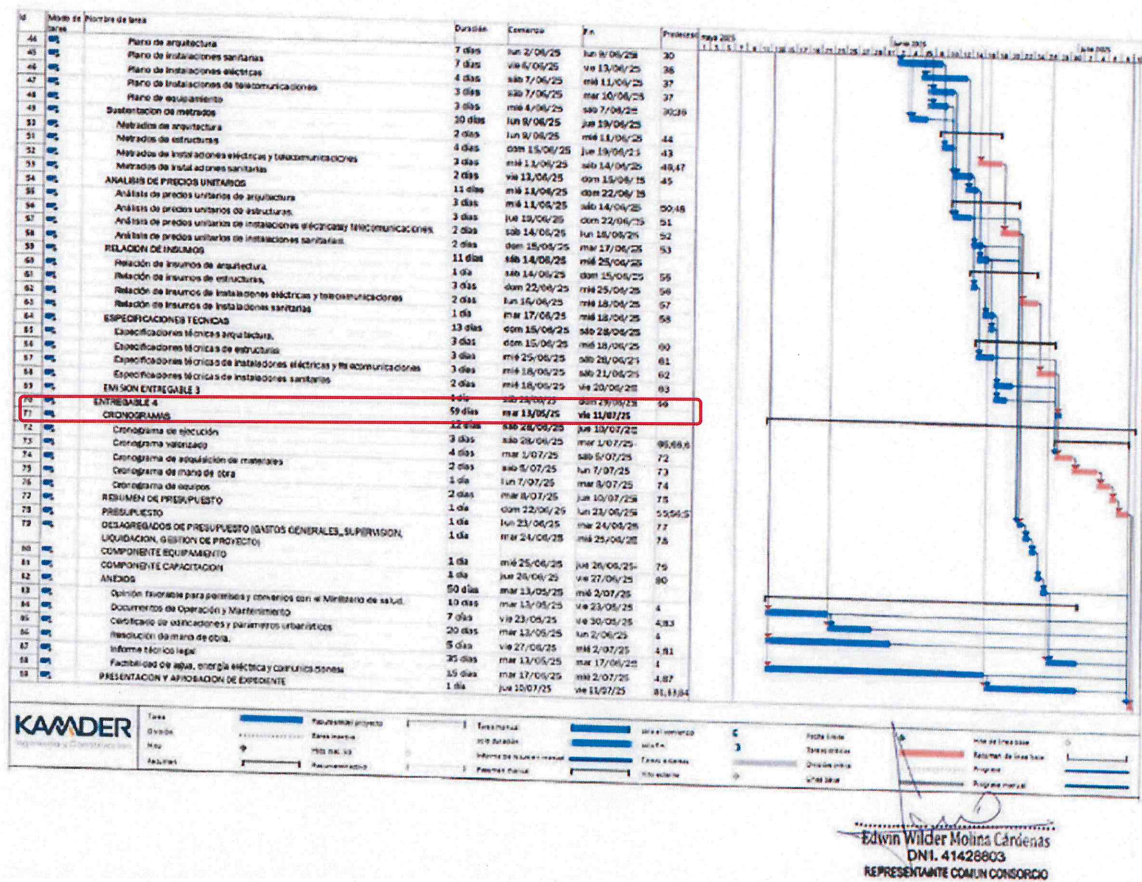 Id Modo de tarea Nombre de tarea Duración Comienzo Fin Predeceso mayo 2025 junio 2025 julio 2025
44 Plano de arquitectura 7 días lun 2/06/25 lun 9/06/25 30
45 Plano de instalaciones sanitarias 7 días vie 6/06/25 vie 13/06/25 36
46 Plano de instalaciones eléctricas 4 días sáb 7/06/25 mié 11/06/25 37
47 Plano de instalaciones de telecomunicaciones 3 días sáb 7/06/25 mar 10/06/25 37
48 Plano de equipamiento 3 días mié 4/06/25 sáb 7/06/25
49 Sustentacion de metrados 10 días lun 9/06/25 jue 19/06/25
Metrados de arquitectura 2 días lun 9/06/25 mié 11/06/25 44
51 Metrados de estructuras 4 días dom 15/06/25 jue 19/06/25 43
52 Metrados de instalaciones eléctricas y telecomunicaciones 3 días mié 11/06/25 sáb 14/06/25 46,47
53 Metrados de instalaciones sanitarias 2 días vie 13/06/25 dom 15/06/25 45
54 ANALISIS DE PRECIOS UNITARIOS 11 días mié 11/06/25 dom 22/06/25
55 Análisis de precios unitarios de arquitectura 3 días mié 11/06/25 sáb 14/06/25 50;48
56 Análisis de precios unitarios de estructuras. 3 días jue 19/06/25 dom 22/06/25 51
57 Análisis de precios unitarios de instalaciones eléctricas y telecomunicaciones. 2 días sáb 14/06/25 lun 16/06/25 52
58 Análisis de precios unitarios de instalaciones sanitarias. 2 días dom 15/06/25 mar 17/06/25 53
59 RELACION DE INSUMOS 11 días sáb 14/06/25 mié 25/06/25
60 Relación de insumos de arquitectura. 1 día sáb 14/06/25 dom 15/06/25 55
61 Relación de insumos de estructuras, 3 días dom 22/06/25 mié 25/06/25 56
62 Relación de insumos de instalaciones eléctricas y telecomunicaciones 2 días lun 16/06/25 mié 18/06/25 57
63 Relación de insumos de instalaciones sanitarias 1 día mar 17/06/25 mié 18/06/25 58
64 ESPECIFICACIONES TECNICAS 13 días dom 15/06/25 sáb 28/06/25
65 Especificaciones técnicas arquitectura. 3 días dom 15/06/25 mié 18/06/25 60
66 Especificaciones técnicas de estructuras 3 días mié 25/06/25 sáb 28/06/25 61
67 Especificaciones técnicas de instalaciones eléctricas y telecomunicaciones 3 días mié 18/06/25 sáb 21/06/25 62
68 Especificaciones técnicas de instalaciones sanitarias 2 días mié 18/06/25 vie 20/06/25 63
69 EMISION ENTREGABLE 3 1 día sáb 28/06/25 dom 29/06/25
70 ENTREGABLE 4 59 días mar 13/05/25 vie 11/07/25
71 CRONOGRAMAS 12 días sáb 28/06/25 jue 10/07/25
72 Cronograma de ejecución 3 días sáb 28/06/25 mar 1/07/25
73 Cronograma valorizado 4 días mar 1/07/25 sáb 5/07/25 72
74 Cronograma de adquisición de materiales 2 días sáb 5/07/25 lun 7/07/25 73
75 Cronograma de mano de obra 1 día lun 7/07/25 mar 8/07/25 74
76 Cronograma de equipos 2 días mar 8/07/25 jue 10/07/25 75
77 RESUMEN DE PRESUPUESTO 1 día dom 22/06/25 lun 23/06/25
78 PRESUPUESTO 1 día lun 23/06/25 mar 24/06/25 77
79 DESAGREGADOS DE PRESUPUESTO (GASTOS GENERALES_SUPERVISION, 1 día mar 24/06/25 mié 25/06/25 78
LIQUIDACION, GESTION DE PROYECTO)
80 COMPONENTE EQUIPAMIENTO 1 día mié 25/06/25 jue 26/06/25 79
81 COMPONENTE CAPACITACION 1 día jue 26/06/25 vie 27/06/25 80
82 ANEXOS 50 días mar 13/05/25 mié 2/07/25
83 Opinión favorable para permisos y convenios con el Ministerio de salud. 10 días mar 13/05/25 vie 23/05/25 4
84 Documentos de Operación y Mantenimiento 7 días vie 23/05/25 vie 30/05/25 4,83
85 Certificado de edificaciones y parámetros urbanísticos 20 días mar 13/05/25 lun 2/06/25 4
86 Resolución de mano de obra. 5 días vie 27/06/25 mié 2/07/25 4,81
87 Informe técnico legal 35 días mar 13/05/25 mar 17/06/25
88 Factibilidad de agua, energía eléctrica y comunicaciones 15 días mar 17/06/25 mié 2/07/25 4,87
89 PRESENTACION Y APROBACION DE EXPEDIENTE 1 día jue 10/07/25 vie 11/07/25
KAMDER
Ingeniería y Construcción
Tarea Resumen del proyecto Tarea manual solo el comienzo Fecha límite Hito de línea base
División Tarea inactiva solo duración solo fin Tareas críticas Resumen de línea base
Hito Hito inactivo Informe de resumen manual Tareas externas División crítica Progreso
Resumen Resumen inactivo Resumen manual Hito externo Línea base Progreso manual
Edwin Wilder Molina Cárdenas
DNI. 41428803
REPRESENTANTE COMUN CONSORCIO